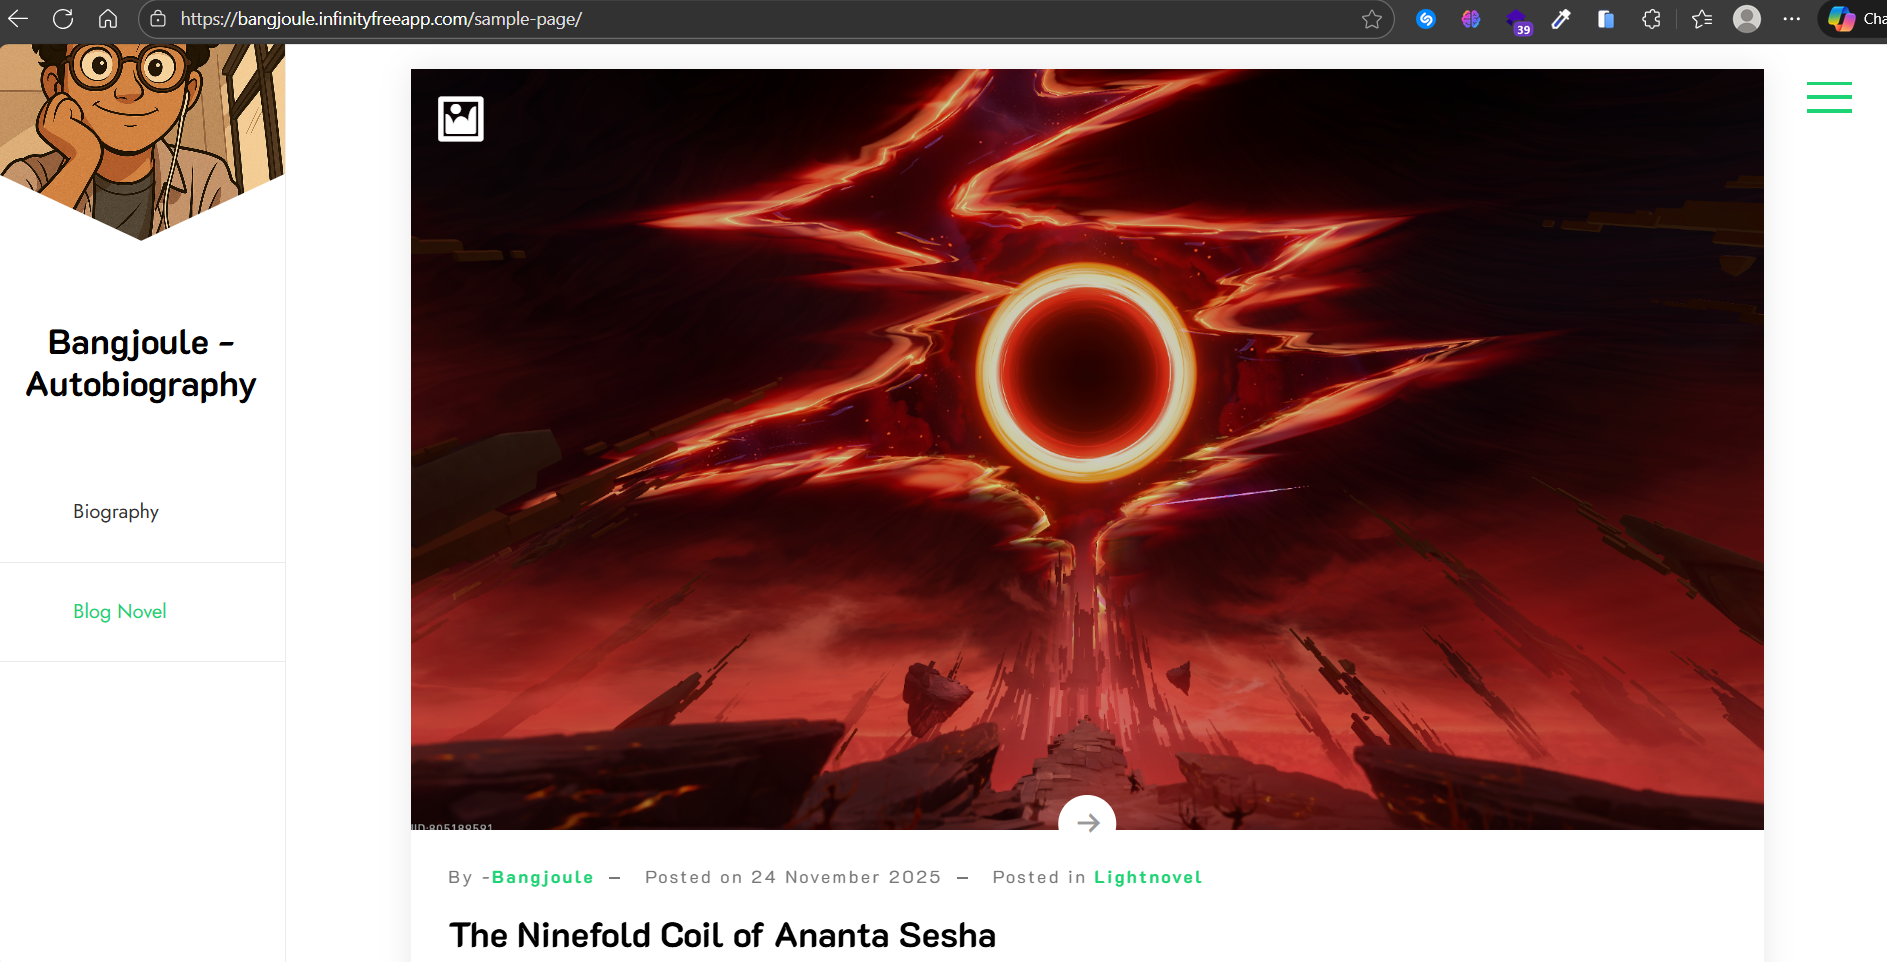 https://bangjoule.infinityfreeapp.com/sample-page/
39
Bangjoule -
Autobiography
Biography
Blog Novel
By -Bangjoule – Posted on 24 November 2025 – Posted in Lightnovel
The Ninefold Coil of Ananta Sesha